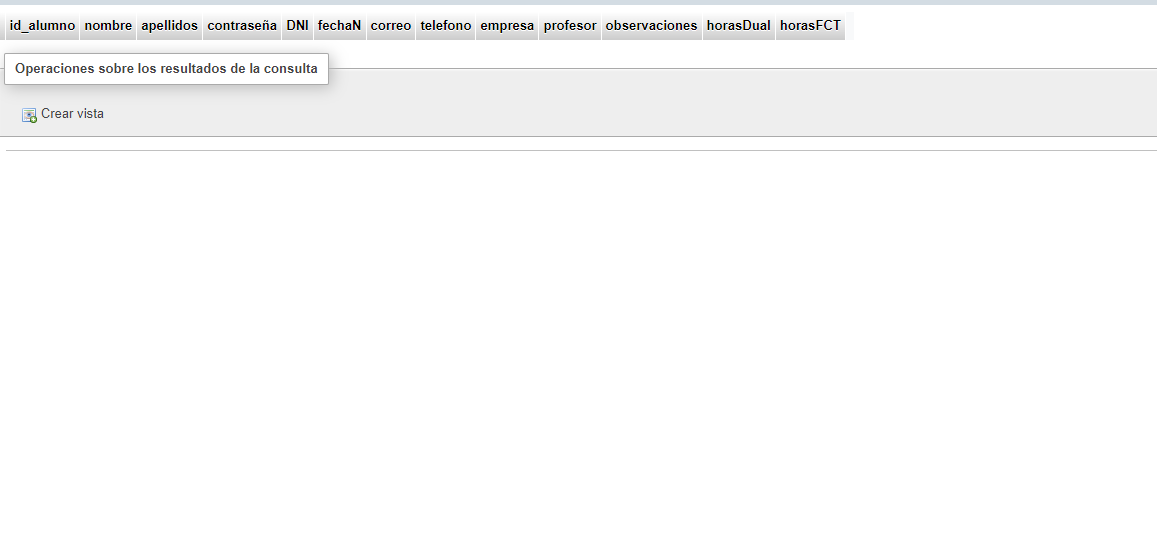 id_alumno nombre apellidos contraseña DNI fechaN correo telefono empresa profesor observaciones horasDual horasFCT
Operaciones sobre los resultados de la consulta
Crear vista